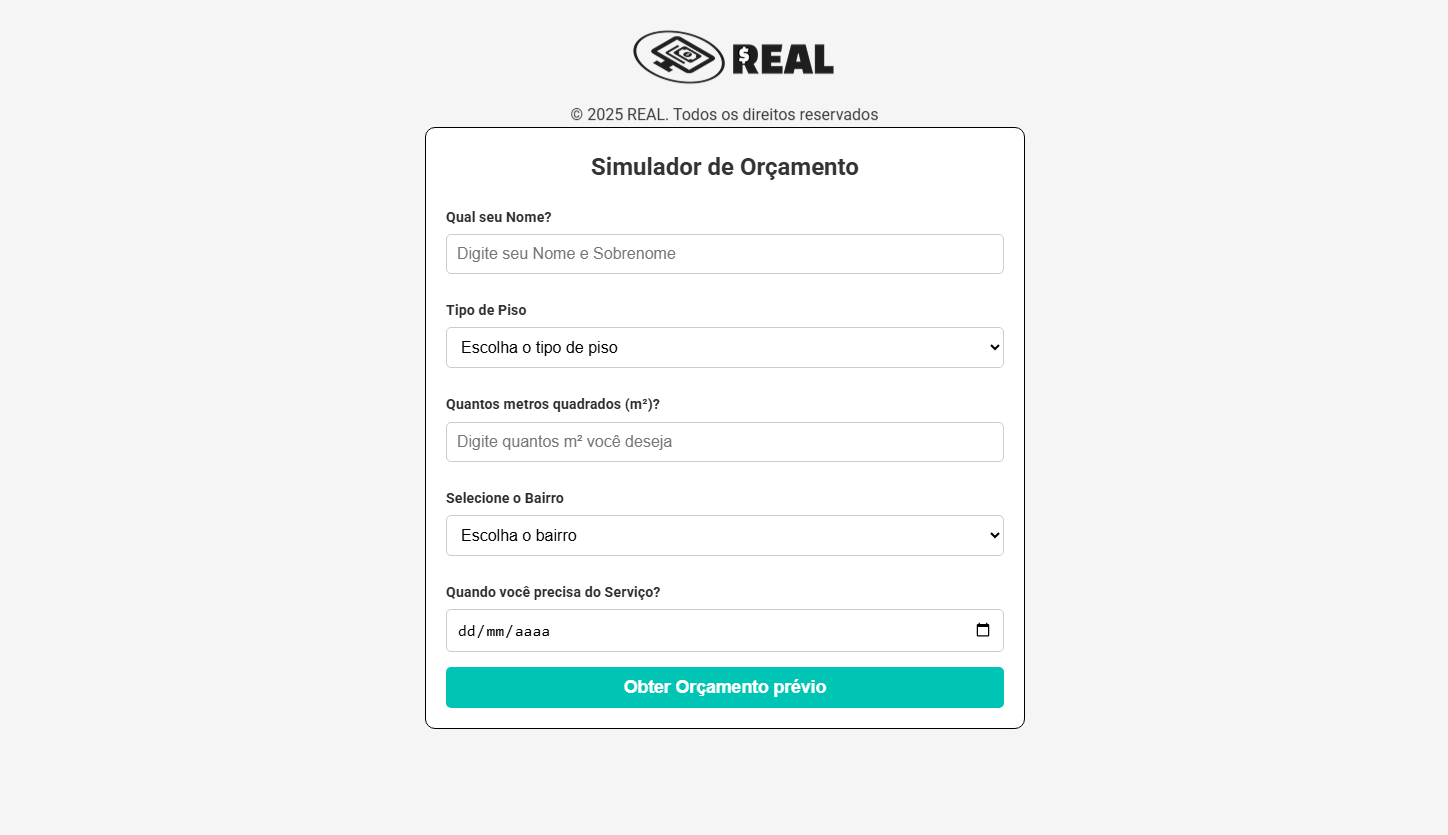 REAL
© 2025 REAL. Todos os direitos reservados
Simulador de Orçamento
Qual seu Nome?
Digite seu Nome e Sobrenome
Tipo de Piso
Escolha o tipo de piso
Quantos metros quadrados (m²)?
Digite quantos m² você deseja
Selecione o Bairro
Escolha o bairro
Quando você precisa do Serviço?
dd/mm/aaaa
Obter Orçamento prévio